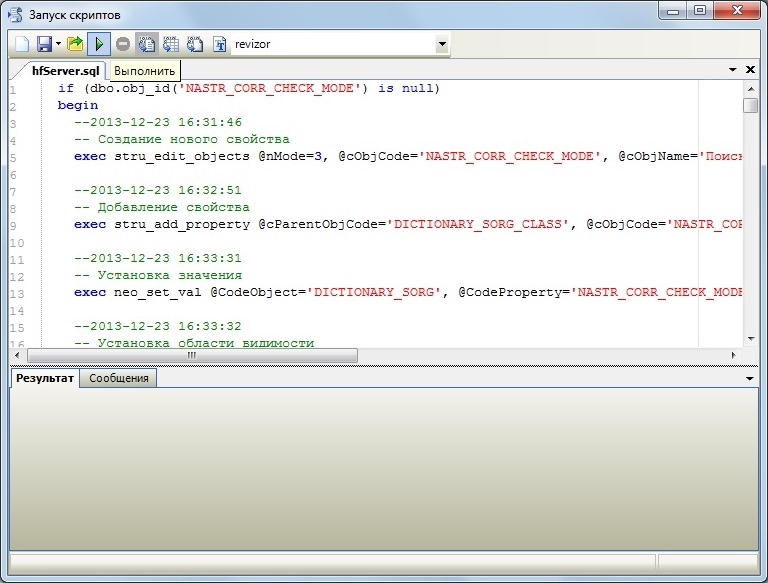 Запуск скриптов
revizor
hfServer.sql
Выполнить
1 if (dbo.obj_id('NASTR_CORR_CHECK_MODE') is null)
2 begin
3 --2013-12-23 16:31:46
4 -- Создание нового свойства
5 exec stru_edit_objects @nMode=3, @cObjCode='NASTR_CORR_CHECK_MODE', @cObjName='Поиск
6
7 --2013-12-23 16:32:51
8 -- Добавление свойства
9 exec stru_add_property @cParentObjCode='DICTIONARY_SORG_CLASS', @cObjCode='NASTR_COR
10
11 --2013-12-23 16:33:31
12 -- Установка значения
13 exec neo_set_val @CodeObject='DICTIONARY_SORG', @CodeProperty='NASTR_CORR_CHECK_MODE
14
15 --2013-12-23 16:33:32
16 -- Установка области видимости
Результат Сообщения